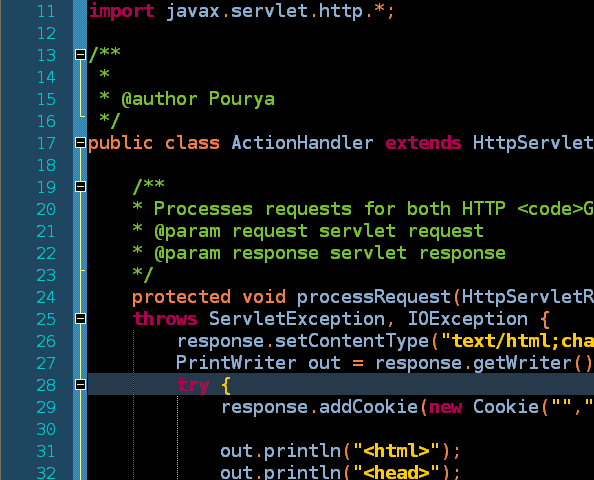 11 import javax.servlet.http.*;
12
13 /**
14 *
15 * @author Pourya
16 */
17 public class ActionHandler extends HttpServlet
18
19 /**
20 * Processes requests for both HTTP <code>G
21 * @param request servlet request
22 * @param response servlet response
23 */
24 protected void processRequest(HttpServletR
25 throws ServletException, IOException {
26 response.setContentType("text/html;cha
27 PrintWriter out = response.getWriter()
28 try {
29 response.addCookie(new Cookie("","
30
31 out.println("<html>");
32 out.println("<head>");